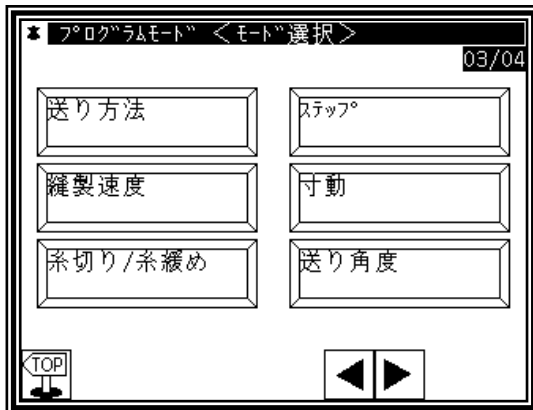 ﾌﾟﾛｸﾞﾗﾑﾓｰﾄﾞ ＜ﾓｰﾄﾞ選択＞
03/04
送り方法
ｽﾃｯﾌﾟ
縫製速度
寸動
糸切り/糸緩め
送り角度
TOP